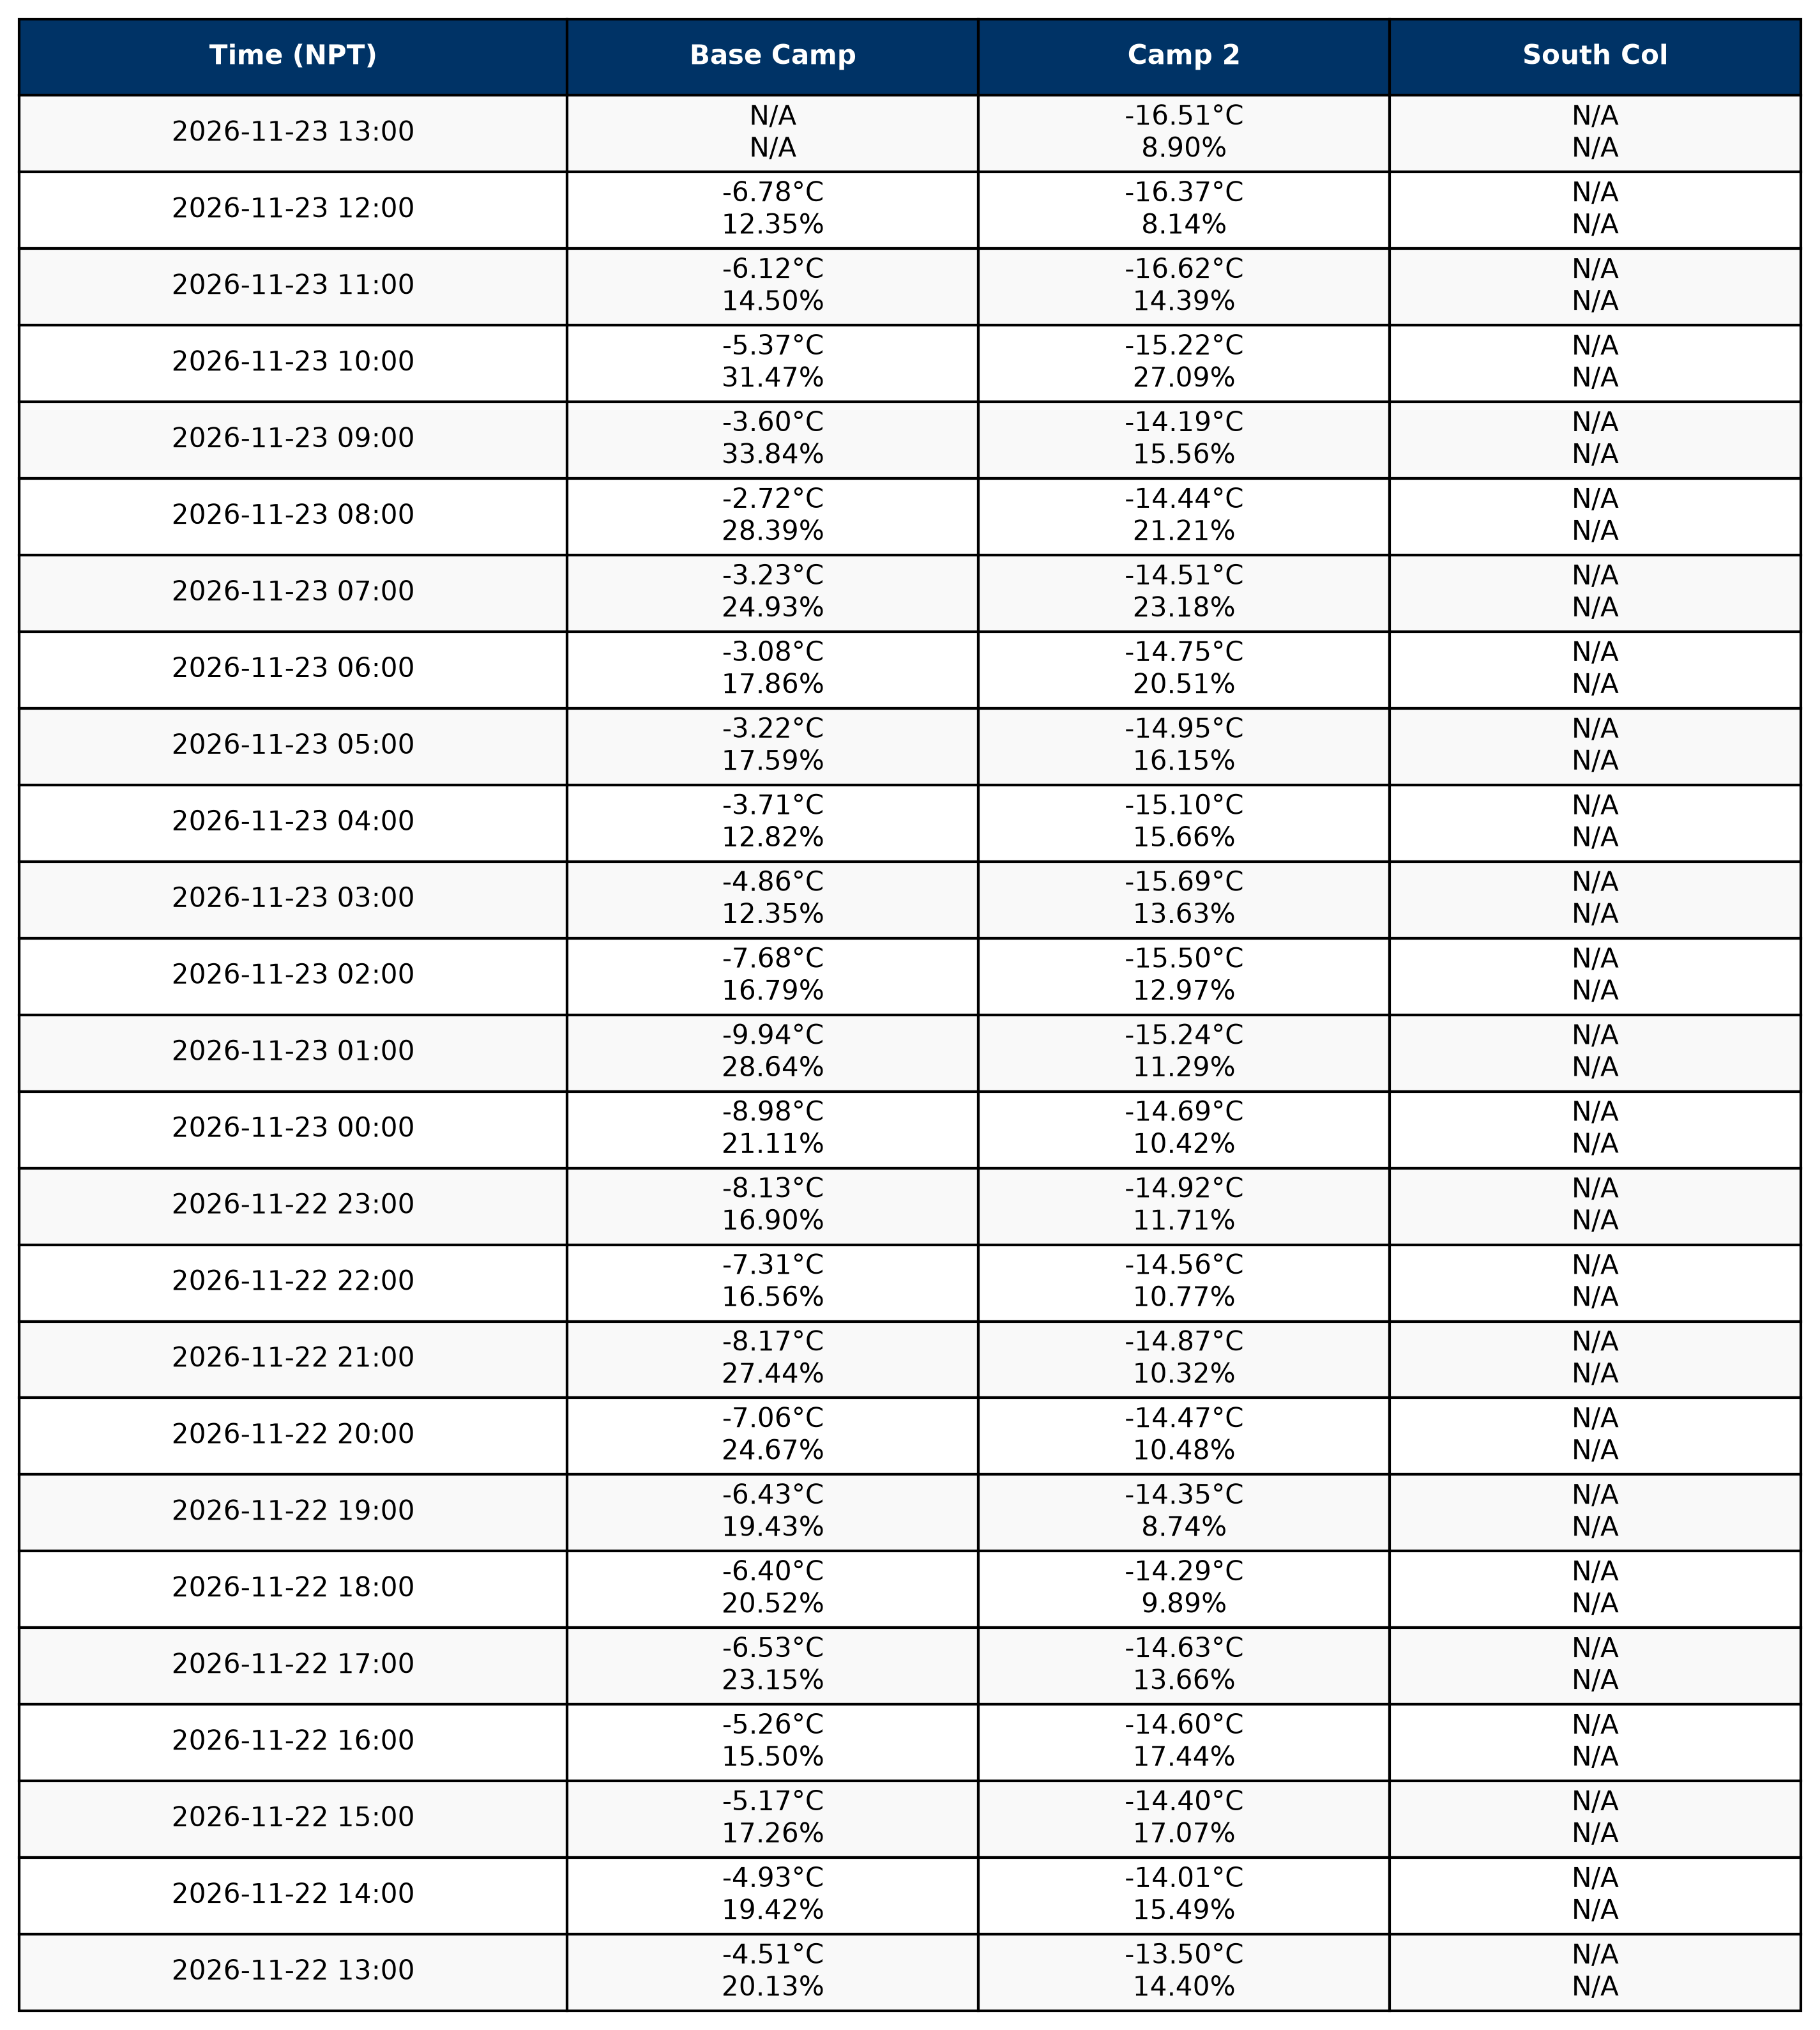 Time (NPT) Base Camp Camp 2 South Col
2026-11-23 13:00 N/A -16.51°C N/A
N/A 8.90% N/A
2026-11-23 12:00 -6.78°C -16.37°C N/A
12.35% 8.14% N/A
2026-11-23 11:00 -6.12°C -16.62°C N/A
14.50% 14.39% N/A
2026-11-23 10:00 -5.37°C -15.22°C N/A
31.47% 27.09% N/A
2026-11-23 09:00 -3.60°C -14.19°C N/A
33.84% 15.56% N/A
2026-11-23 08:00 -2.72°C -14.44°C N/A
28.39% 21.21% N/A
2026-11-23 07:00 -3.23°C -14.51°C N/A
24.93% 23.18% N/A
2026-11-23 06:00 -3.08°C -14.75°C N/A
17.86% 20.51% N/A
2026-11-23 05:00 -3.22°C -14.95°C N/A
17.59% 16.15% N/A
2026-11-23 04:00 -3.71°C -15.10°C N/A
12.82% 15.66% N/A
2026-11-23 03:00 -4.86°C -15.69°C N/A
12.35% 13.63% N/A
2026-11-23 02:00 -7.68°C -15.50°C N/A
16.79% 12.97% N/A
2026-11-23 01:00 -9.94°C -15.24°C N/A
28.64% 11.29% N/A
2026-11-23 00:00 -8.98°C -14.69°C N/A
21.11% 10.42% N/A
2026-11-22 23:00 -8.13°C -14.92°C N/A
16.90% 11.71% N/A
2026-11-22 22:00 -7.31°C -14.56°C N/A
16.56% 10.77% N/A
2026-11-22 21:00 -8.17°C -14.87°C N/A
27.44% 10.32% N/A
2026-11-22 20:00 -7.06°C -14.47°C N/A
24.67% 10.48% N/A
2026-11-22 19:00 -6.43°C -14.35°C N/A
19.43% 8.74% N/A
2026-11-22 18:00 -6.40°C -14.29°C N/A
20.52% 9.89% N/A
2026-11-22 17:00 -6.53°C -14.63°C N/A
23.15% 13.66% N/A
2026-11-22 16:00 -5.26°C -14.60°C N/A
15.50% 17.44% N/A
2026-11-22 15:00 -5.17°C -14.40°C N/A
17.26% 17.07% N/A
2026-11-22 14:00 -4.93°C -14.01°C N/A
19.42% 15.49% N/A
2026-11-22 13:00 -4.51°C -13.50°C N/A
20.13% 14.40% N/A